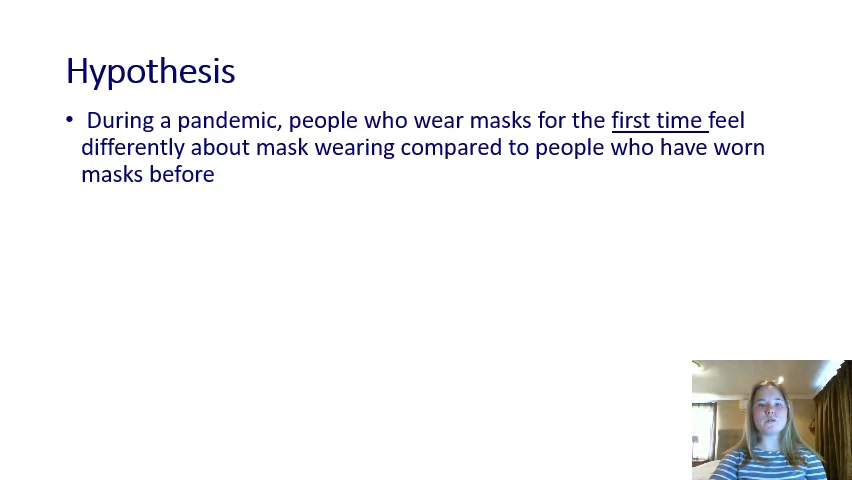 Hypothesis
• During a pandemic, people who wear masks for the first time feel
differently about mask wearing compared to people who have worn
masks before